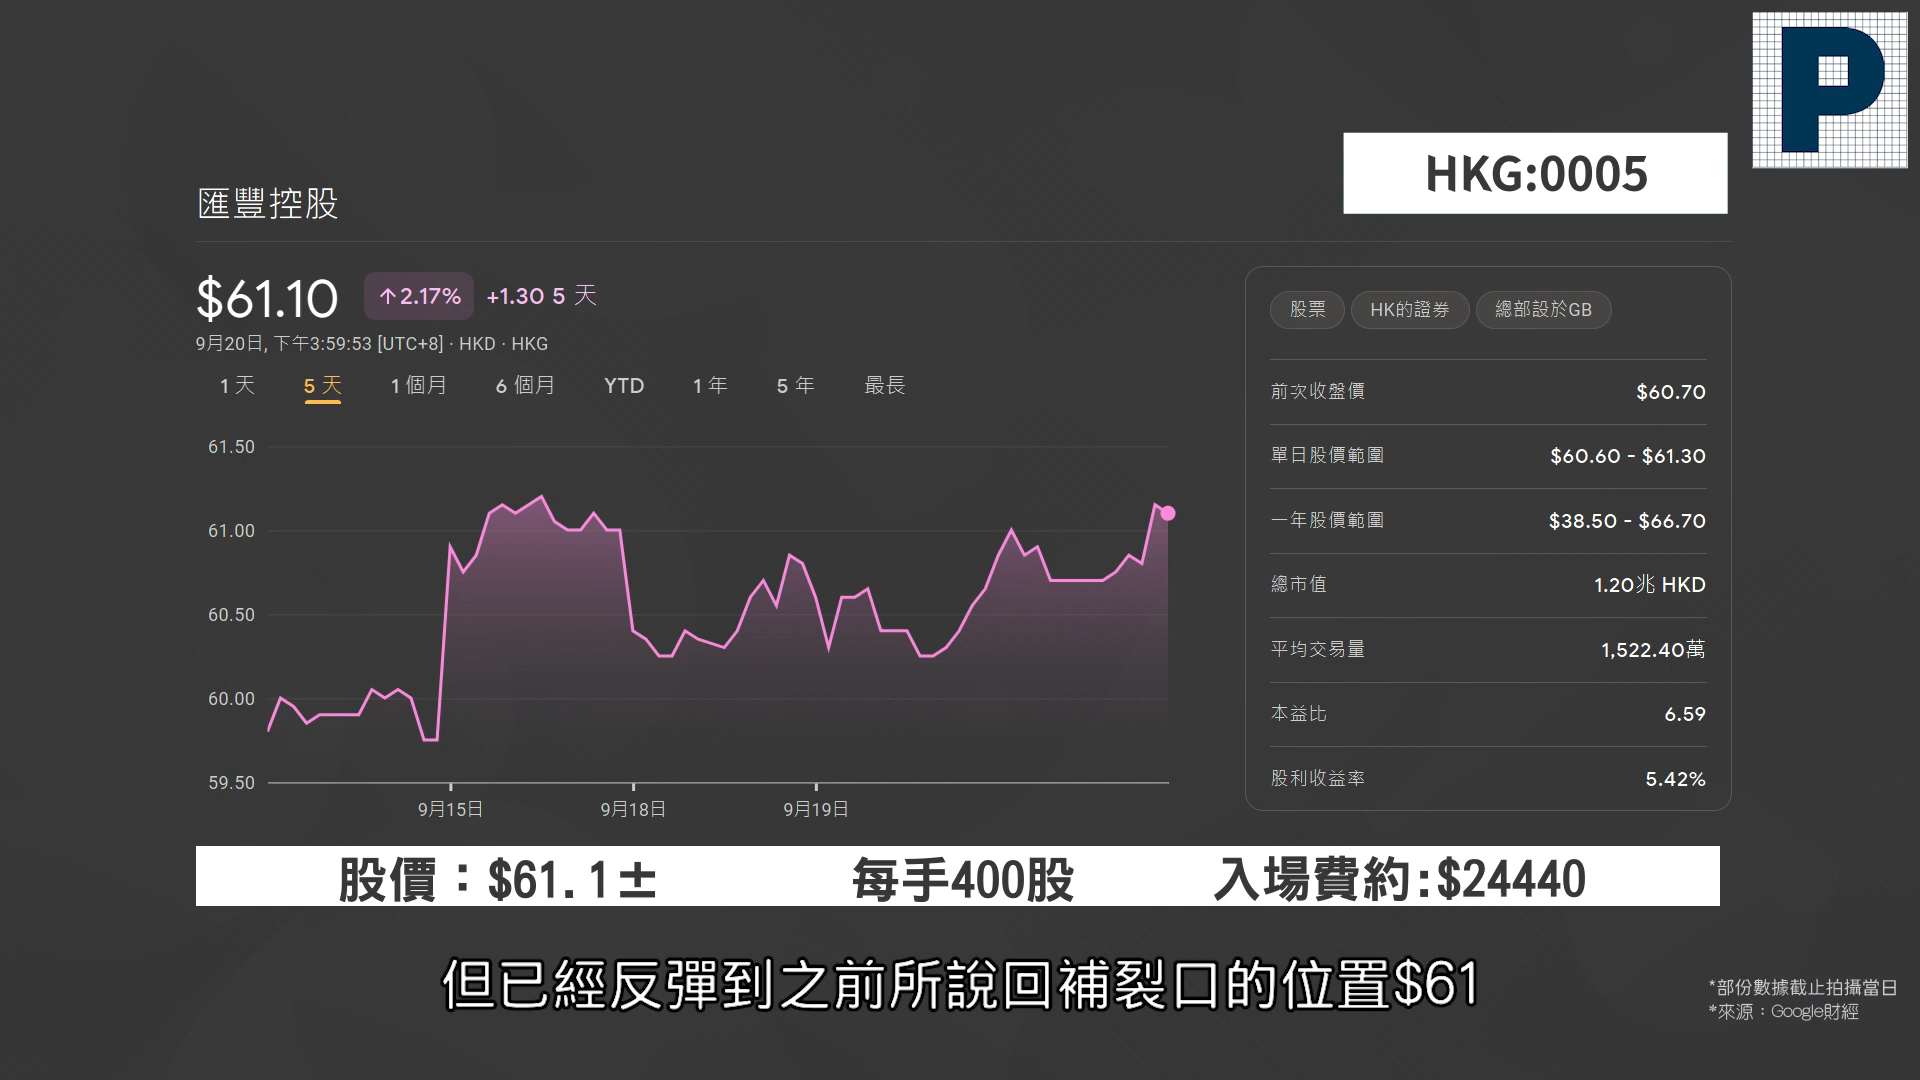 P
HKG:0005
匯豐控股
$61.10 ↑2.17% +1.30 5 天
9月20日, 下午3:59:53 [UTC+8] · HKD · HKG
1 天 5 天 1 個月 6 個月 YTD 1 年 5 年 最長
61.50
61.00
60.50
60.00
59.50
9月15日 9月18日 9月19日
股票 HK的證券 總部設於GB
前次收盤價 $60.70
單日股價範圍 $60.60 - $61.30
一年股價範圍 $38.50 - $66.70
總市值 1.20兆 HKD
平均交易量 1,522.40萬
本益比 6.59
股利收益率 5.42%
股價：$61.1± 每手400股 入場費約:$24440
但已經反彈到之前所說回補裂口的位置$61
*部份數據截止拍攝當日
*來源：Google財經